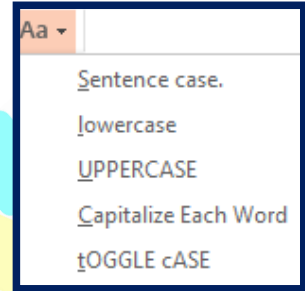 Aa
Sentence case.
lowercase
UPPERCASE
Capitalize Each Word
tOGGLE cASE